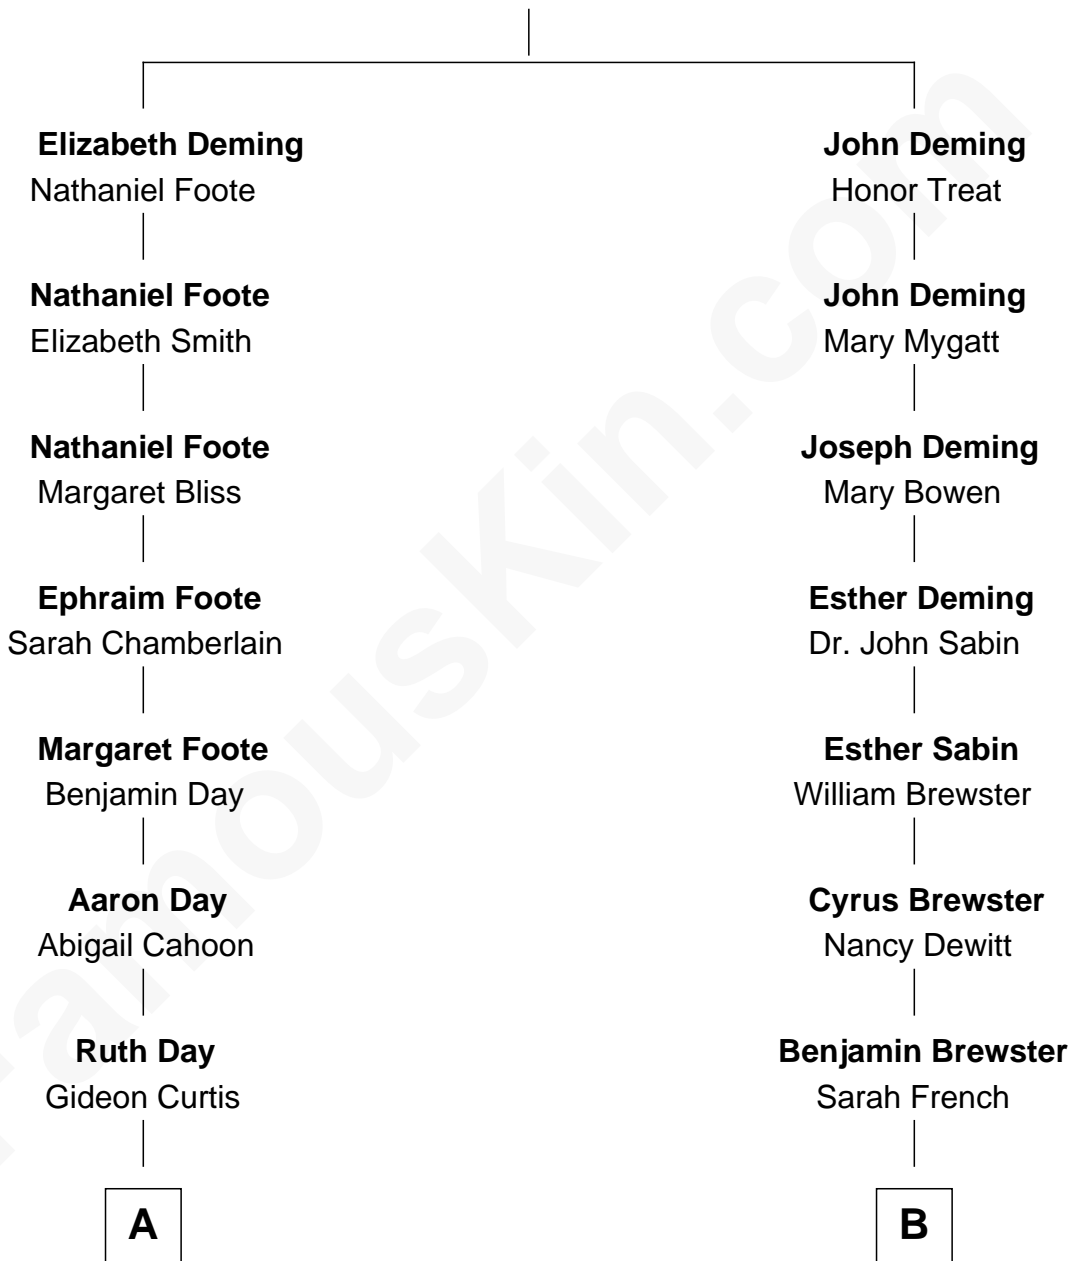 Elizabeth Deming
Nathaniel Foote
Nathaniel Foote
Elizabeth Smith
Nathaniel Foote
Margaret Bliss
Ephraim Foote
Sarah Chamberlain
Margaret Foote
Benjamin Day
Aaron Day
Abigail Cahoon
Ruth Day
Gideon Curtis
A
John Deming
Honor Treat
John Deming
Mary Mygatt
Joseph Deming
Mary Bowen
Esther Deming
Dr. John Sabin
Esther Sabin
William Brewster
Cyrus Brewster
Nancy Dewitt
Benjamin Brewster
Sarah French
B
FamousKin.com